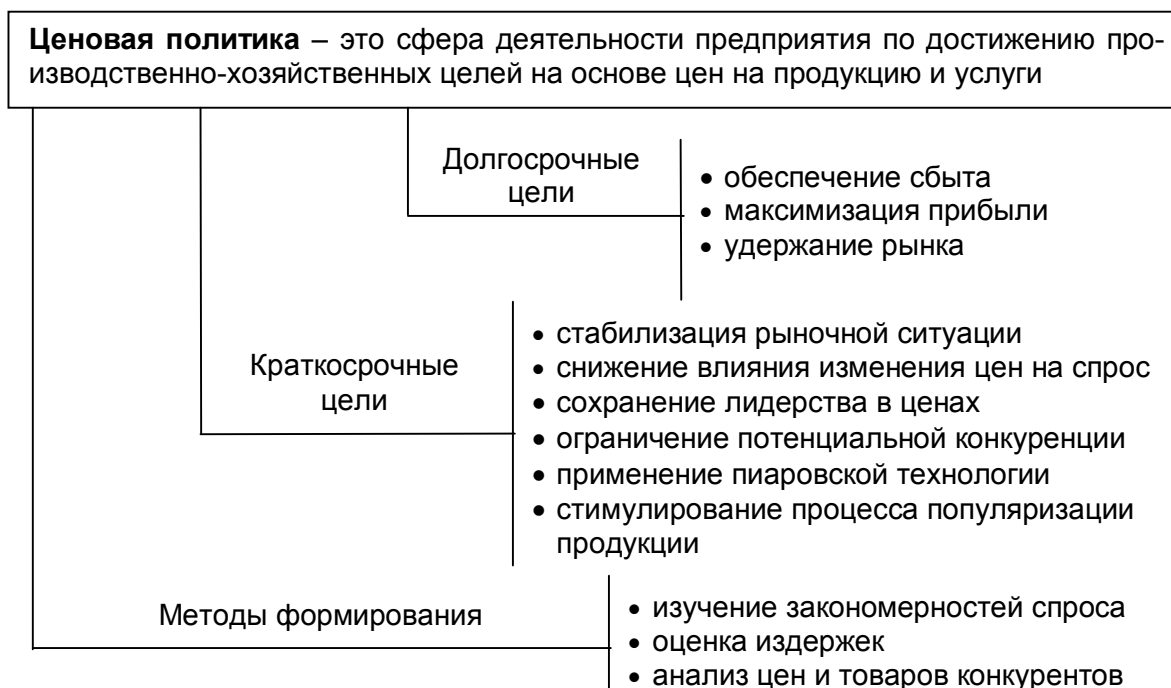 Ценовая политика – это сфера деятельности предприятия по достижению про-
изводственно-хозяйственных целей на основе цен на продукцию и услуги
Долгосрочные
цели
• обеспечение сбыта
• максимизация прибыли
• удержание рынка
Краткосрочные
цели
• стабилизация рыночной ситуации
• снижение влияния изменения цен на спрос
• сохранение лидерства в ценах
• ограничение потенциальной конкуренции
• применение пиаровской технологии
• стимулирование процесса популяризации
продукции
Методы формирования
• изучение закономерностей спроса
• оценка издержек
• анализ цен и товаров конкурентов